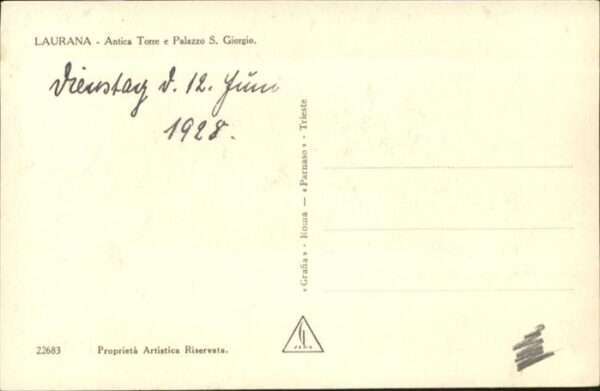 LAURANA - Antica Torre e Palazzo S. Giorgio.
Dienstag d. 12. Juni
1928.
«Grafia» - Roma — «Parnaso» - Trieste
22683 Proprietà Artistica Riservata.